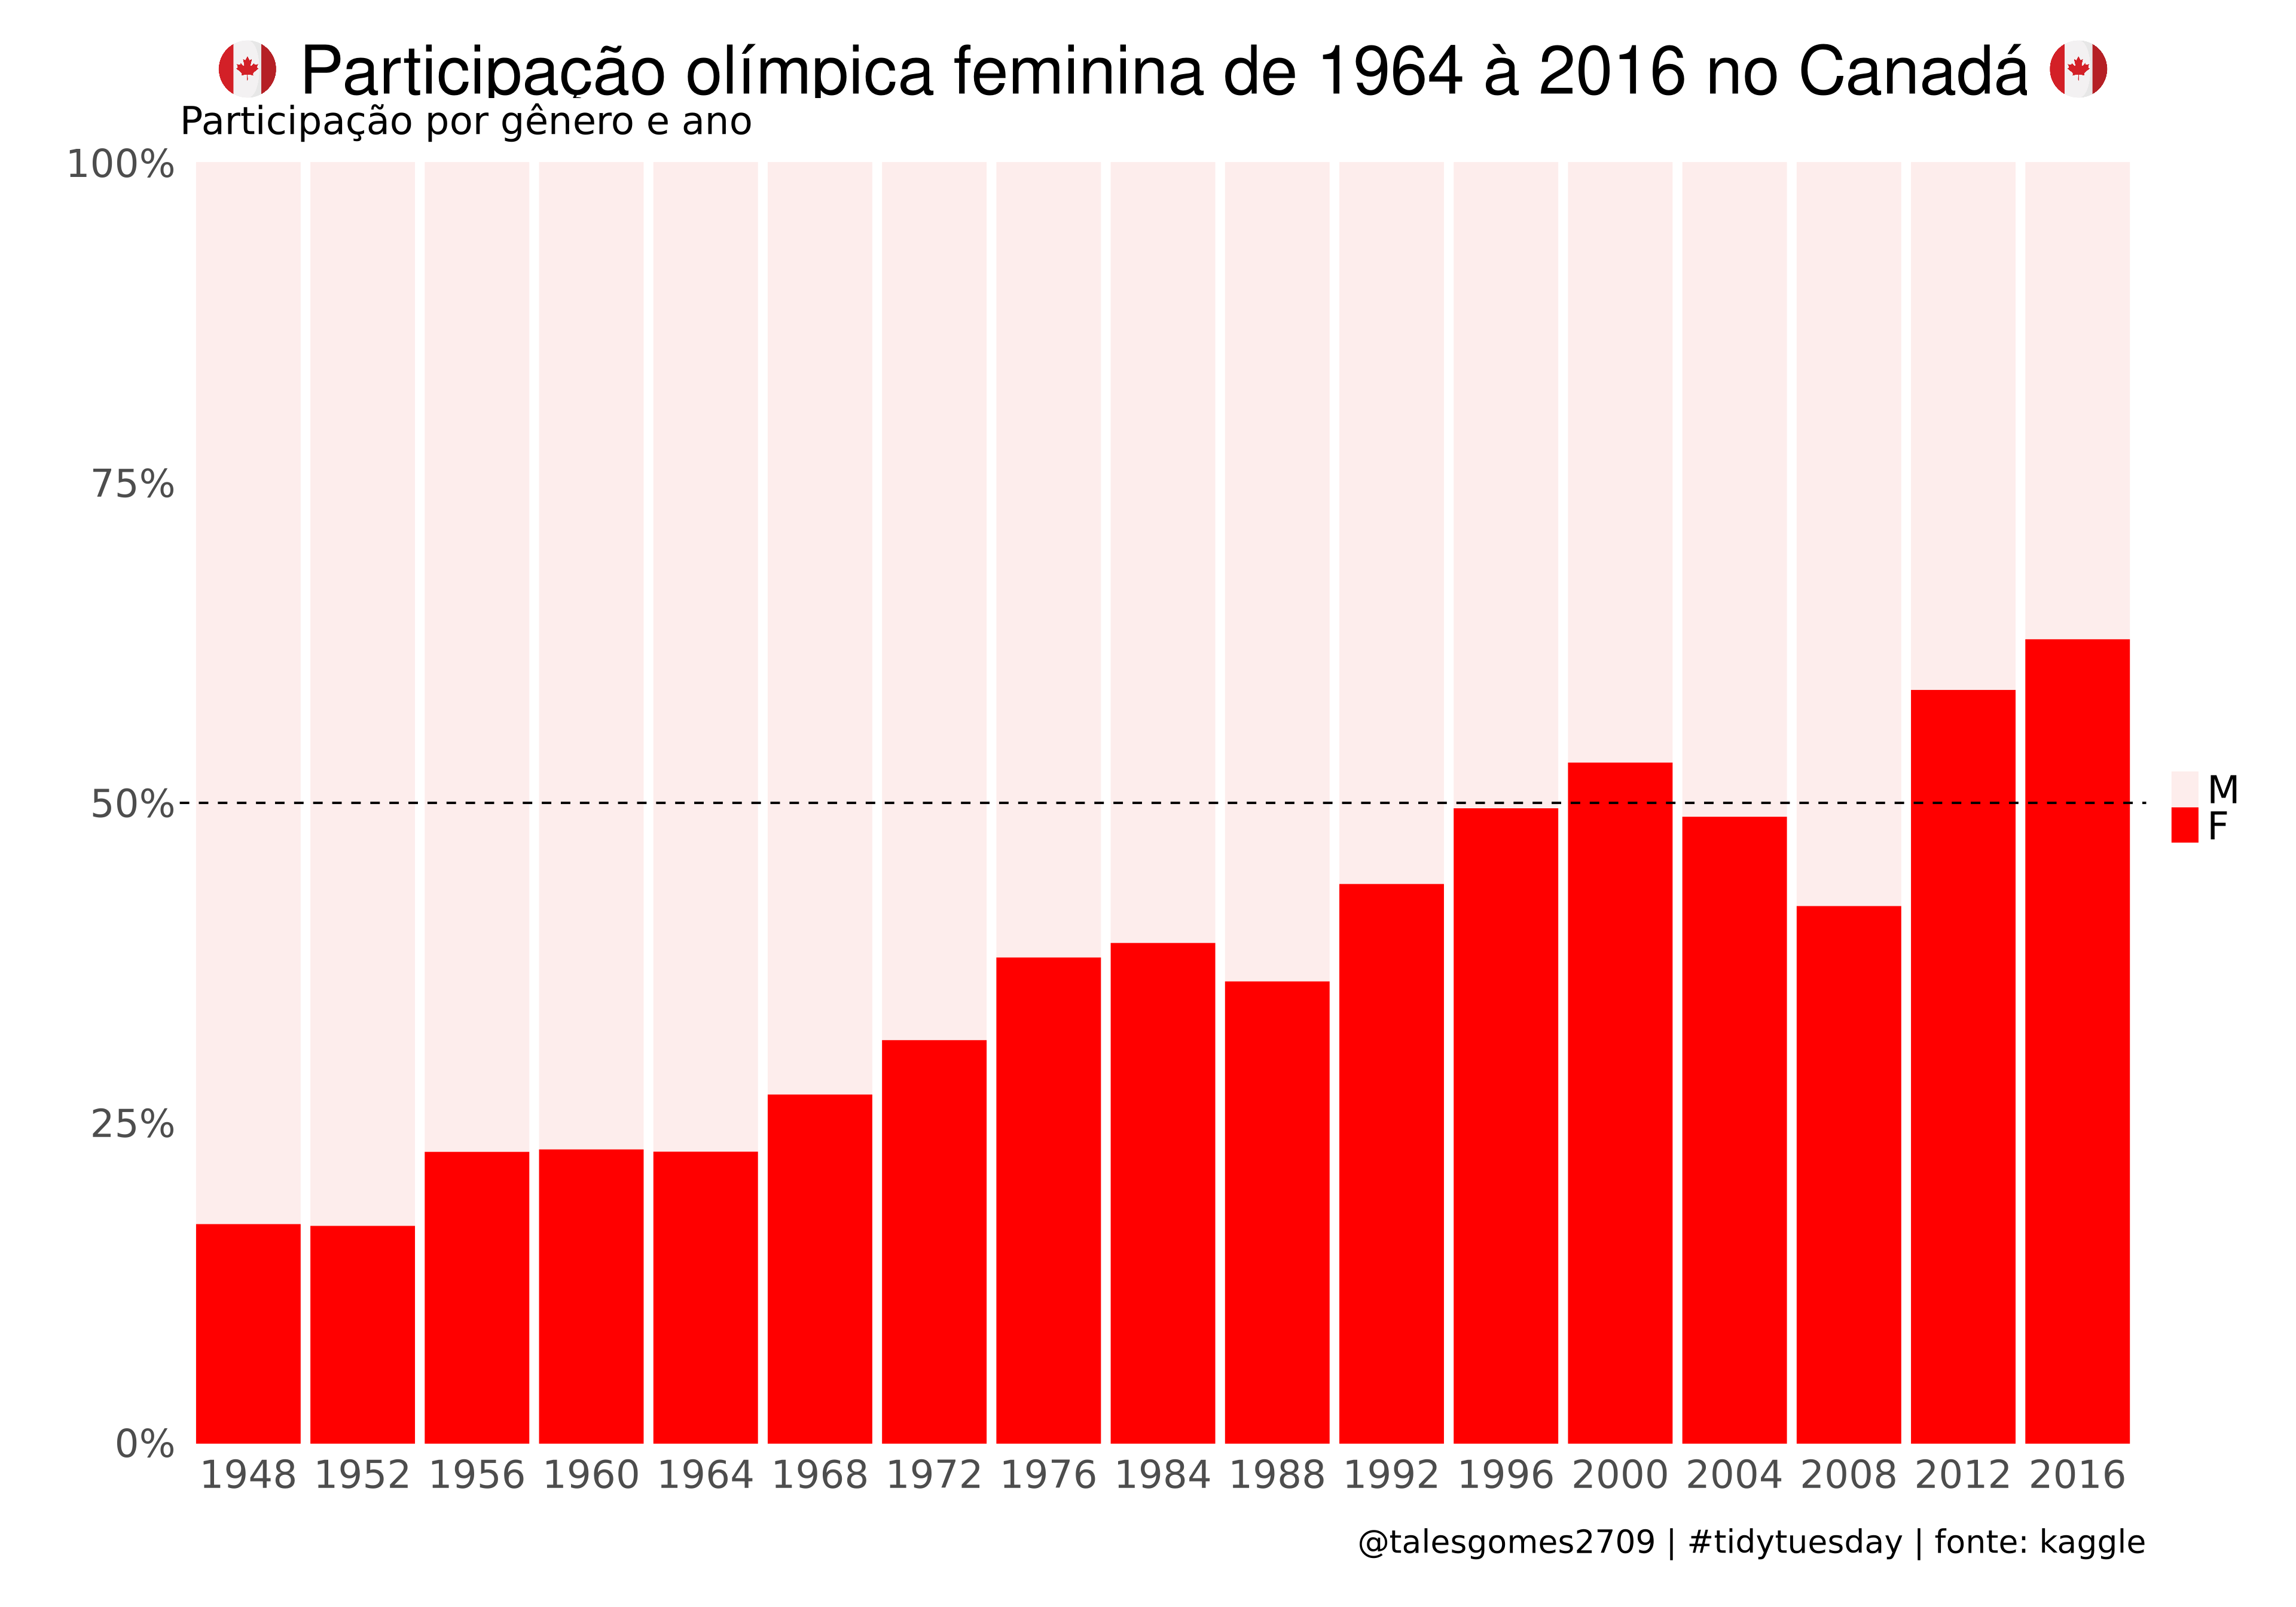 Participação olímpica feminina de 1964 à 2016 no Canadá
Participação por gênero e ano
100%
75%
50%
25%
0%
M
F
1948 1952 1956 1960 1964 1968 1972 1976 1984 1988 1992 1996 2000 2004 2008 2012 2016
@talesgomes2709 | #tidytuesday | fonte: kaggle